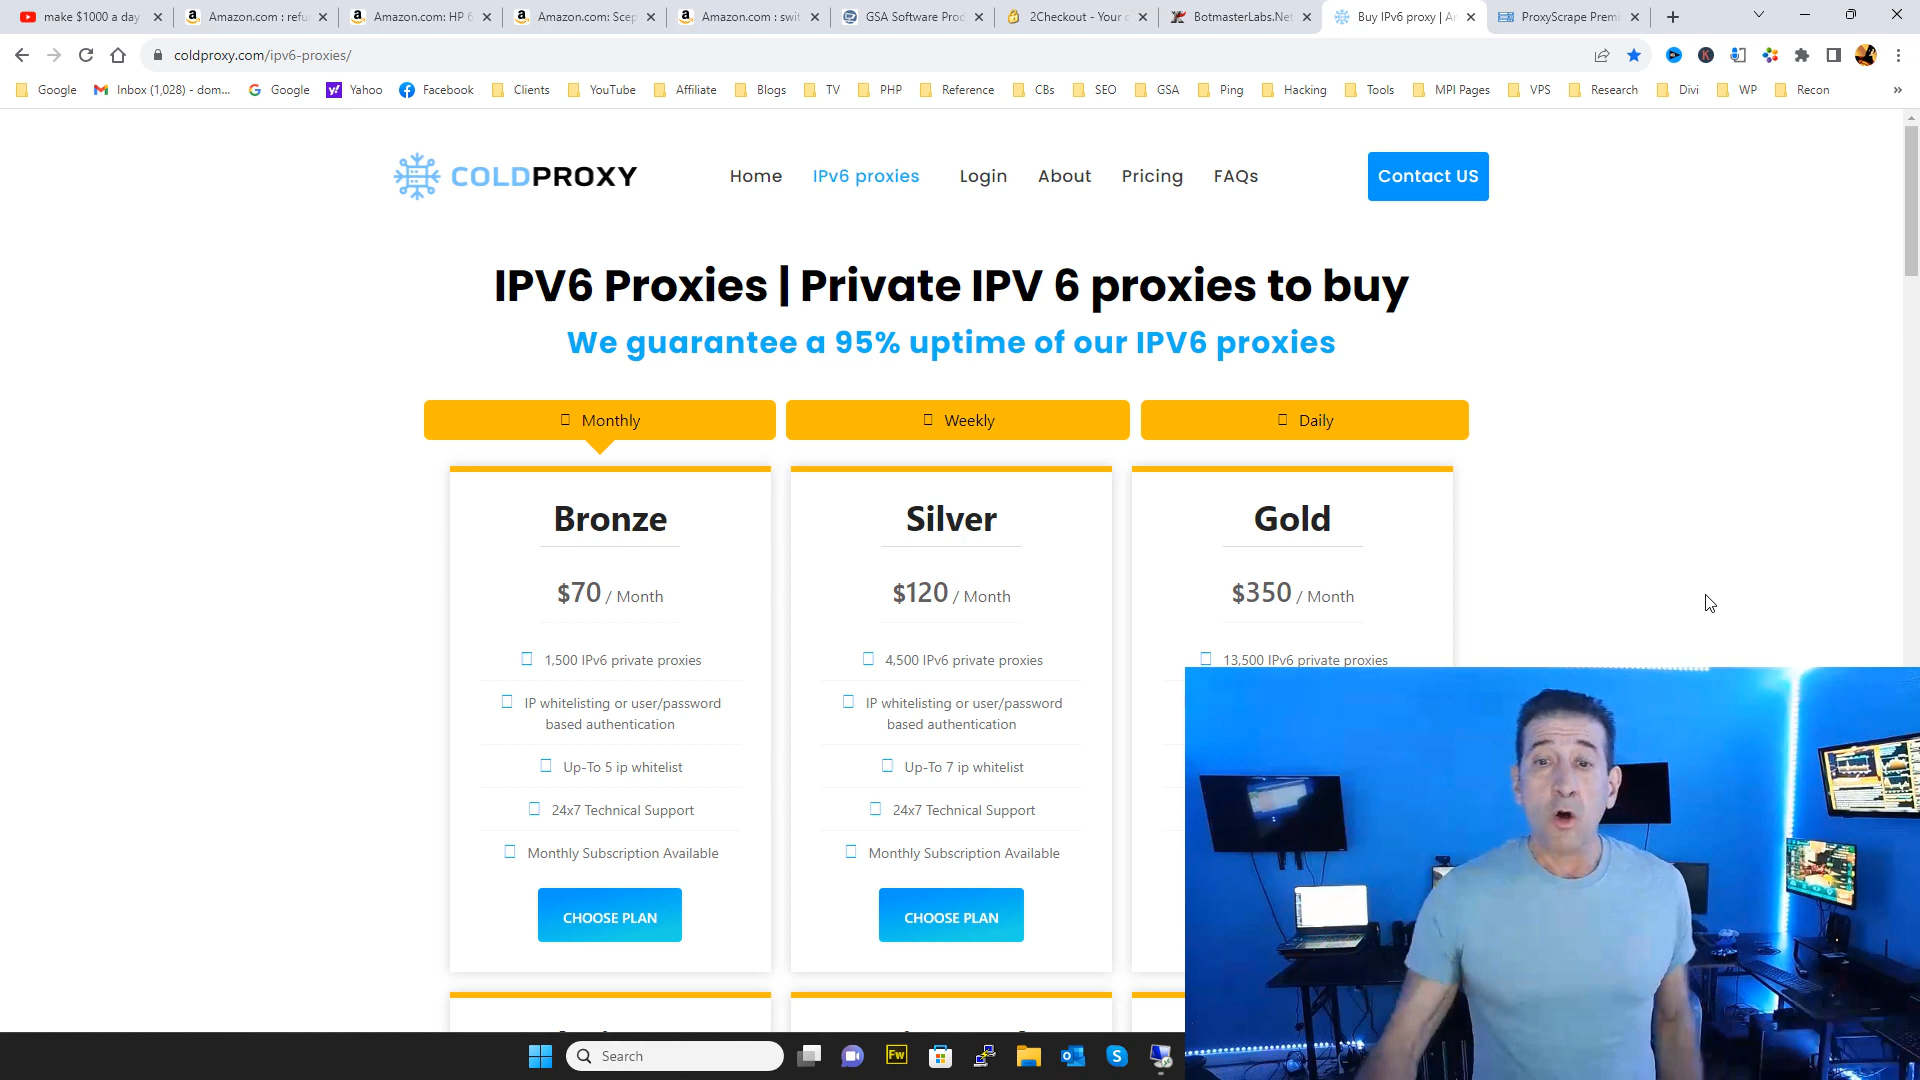 make $1000 a day
Amazon.com : refu
Amazon.com: HP 6
Amazon.com: Scep
Amazon.com : swit
GSA Software Prod
2Checkout - Your c
BotmasterLabs.Net
Buy IPv6 proxy | A
ProxyScrape Premi
coldproxy.com/ipv6-proxies/
Google
Inbox (1,028) - dom...
Google
Yahoo
Facebook
Clients
YouTube
Affiliate
Blogs
TV
PHP
Reference
CBs
SEO
GSA
Ping
Hacking
Tools
MPI Pages
VPS
Research
Divi
WP
Recon
COLDPROXY
Home
IPv6 proxies
Login
About
Pricing
FAQs
Contact US
IPV6 Proxies | Private IPV 6 proxies to buy
We guarantee a 95% uptime of our IPV6 proxies
Monthly
Weekly
Daily
Bronze
$70 / Month
1,500 IPv6 private proxies
IP whitelisting or user/password
based authentication
Up-To 5 ip whitelist
24x7 Technical Support
Monthly Subscription Available
CHOOSE PLAN
Silver
$120 / Month
4,500 IPv6 private proxies
IP whitelisting or user/password
based authentication
Up-To 7 ip whitelist
24x7 Technical Support
Monthly Subscription Available
CHOOSE PLAN
Gold
$350 / Month
13,500 IPv6 private proxies
Search
Fw